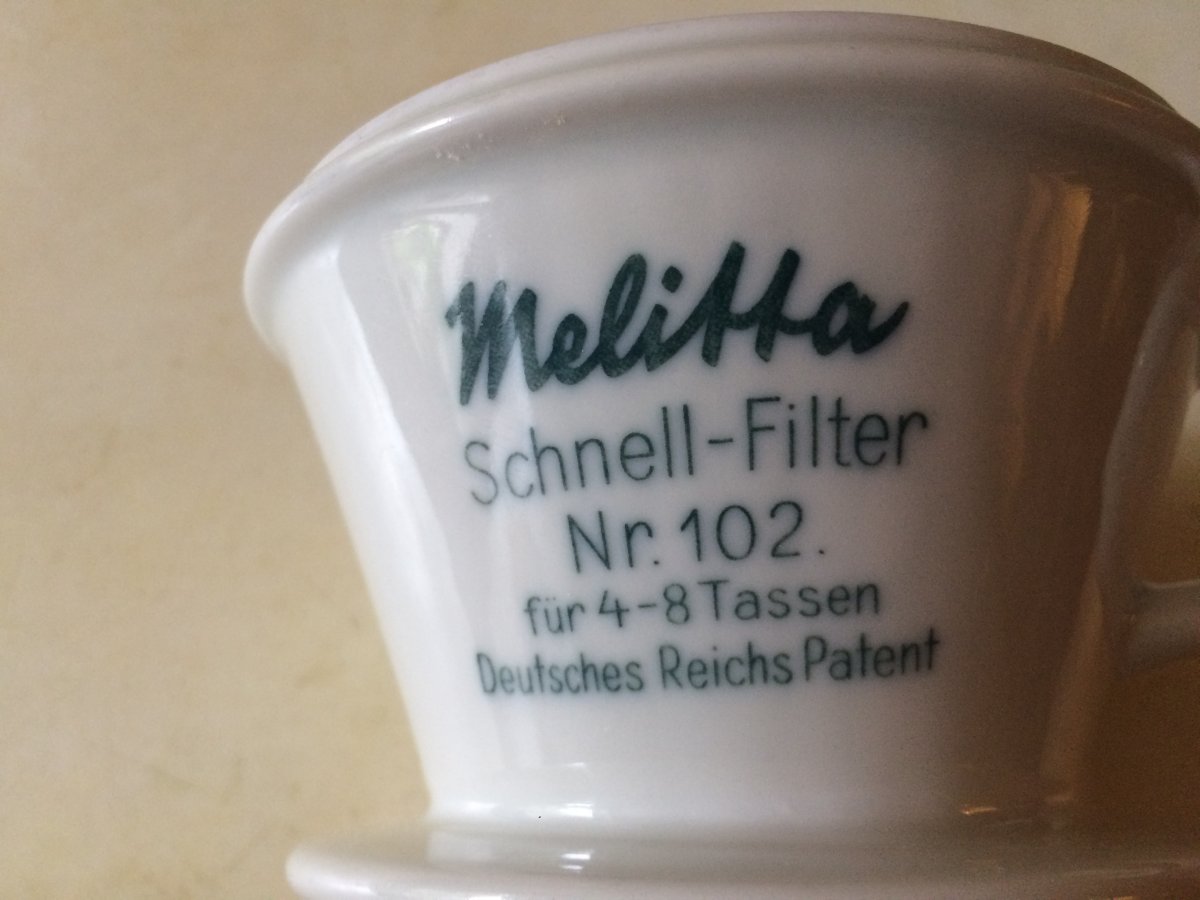 Melitta
Schnell-Filter
Nr. 102.
für 4-8 Tassen
Deutsches Reichs Patent